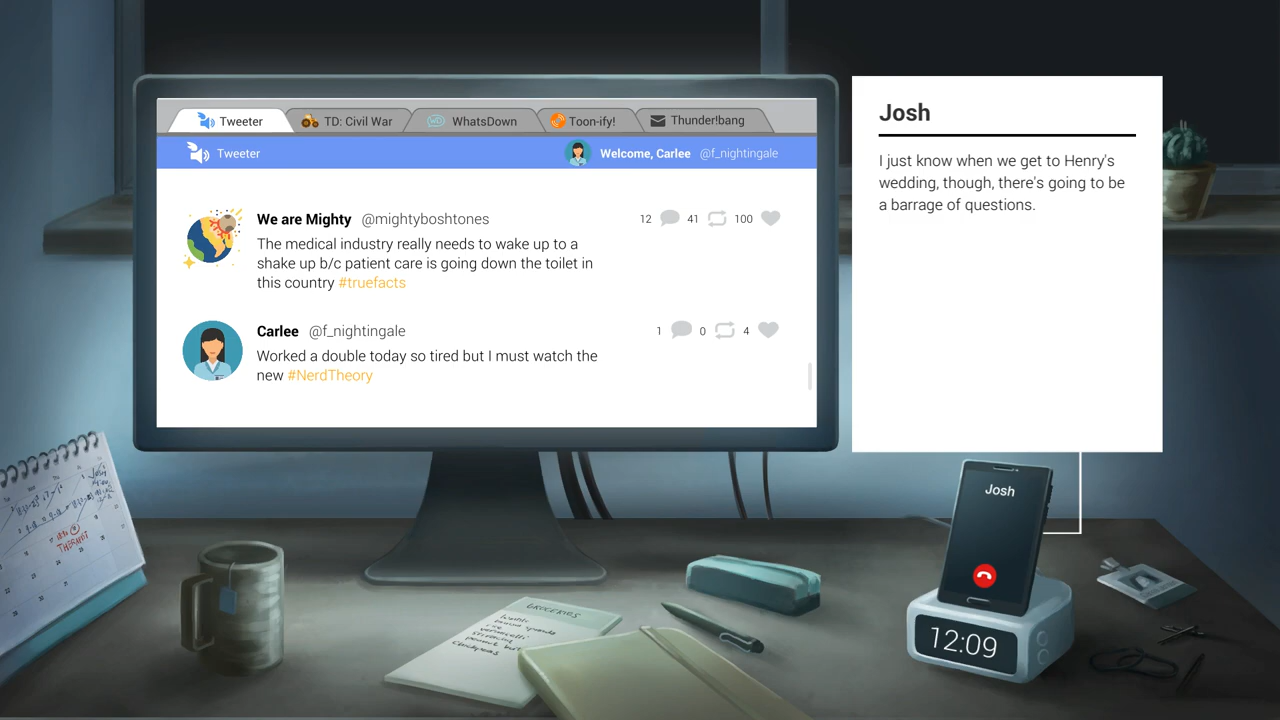 Tweeter
TD: Civil War
WD
WhatsDown
Toon-ify!
Thunder!bang
Tweeter
Welcome, Carlee @f_nightingale
We are Mighty @mightyboshtones
12 41 100
The medical industry really needs to wake up to a
shake up b/c patient care is going down the toilet in
this country #truefacts
Carlee @f_nightingale
1 0 4
Worked a double today so tired but I must watch the
new #NerdTheory
Josh
I just know when we get to Henry's
wedding, though, there's going to be
a barrage of questions.
Josh
12:09
THERAPIST
GROCERIES